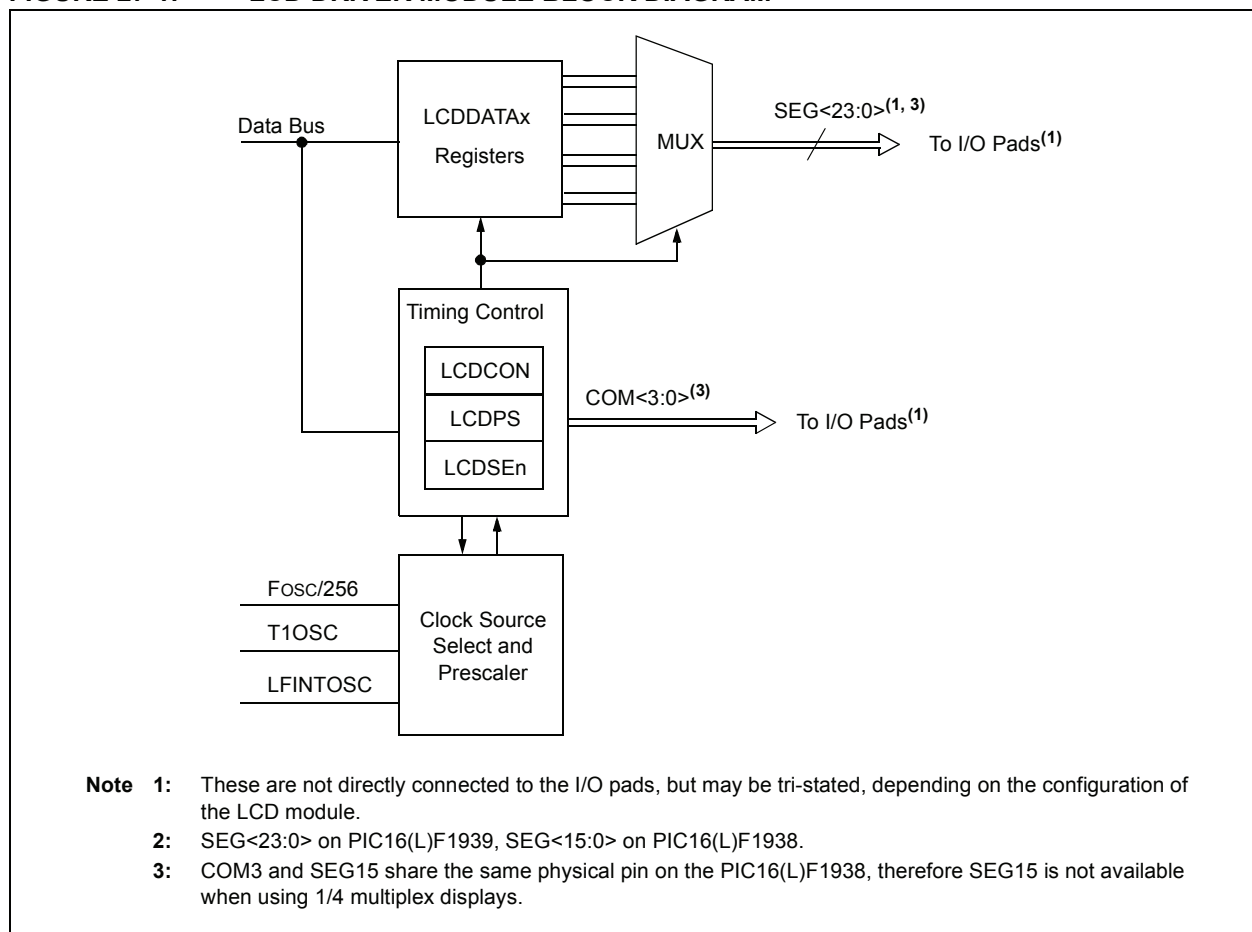 SEG<23:0>(1, 3)
LCDDATAx
Registers
Data Bus
MUX
To I/O Pads(1)
Timing Control
LCDCON
LCDPS
LCDSEn
COM<3:0>(3)
To I/O Pads(1)
FOSC/256
T1OSC
LFINTOSC
Clock Source
Select and
Prescaler
Note 1: These are not directly connected to the I/O pads, but may be tri-stated, depending on the configuration of
the LCD module.
2: SEG<23:0> on PIC16(L)F1939, SEG<15:0> on PIC16(L)F1938.
3: COM3 and SEG15 share the same physical pin on the PIC16(L)F1938, therefore SEG15 is not available
when using 1/4 multiplex displays.